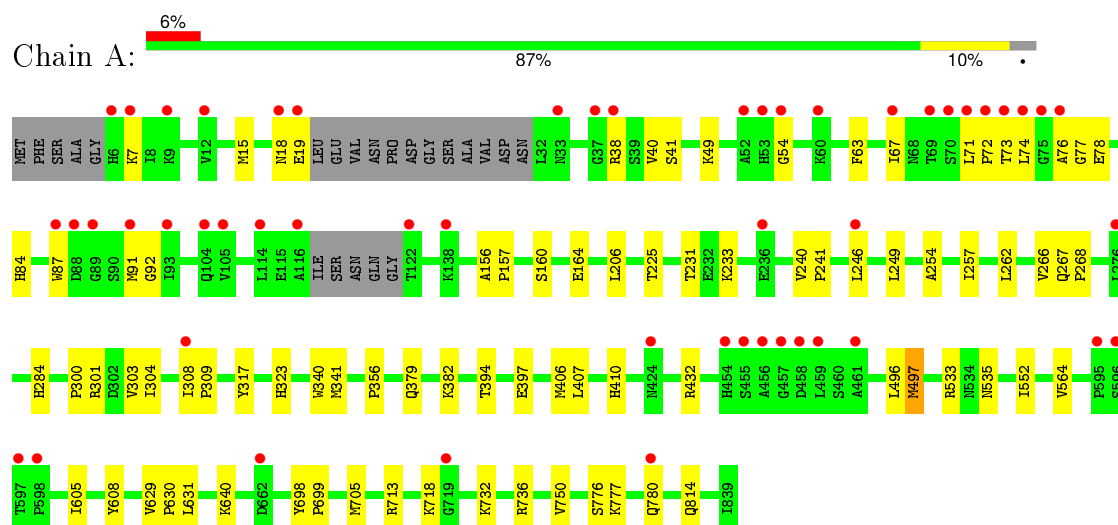 6%
Chain A:
87% 10% •
MET PHE SER ALA GLY H6 K7 I8 K9 V12 M15 N18 E19 LEU GLU VAL ASN PRO ASP GLY SER ALA VAL ASP ASN L32 N33 G37 R38 S39 V40 S41 K49 A52 H53 G54 K60 F63 I67 N68 T69 S70 L71 P72 T73 L74 G75 A76 G77 E78
H84 W87 D88 G89 S90 M91 G92 I93 Q104 V105 L114 E115 A116 ILE SER ASN GLN GLY T122 K138 A156 P157 S160 E164 L206 T225 T231 E232 K233 E236 V240 P241 L246 L249 A254 I257 L262 V266 Q267 P268
H284 P300 R301 D302 V303 I304 I308 P309 Y317 H323 W340 M341 P356 Q379 K382 T394 E397 M406 L407 H410 N424 R432 H454 S455 A456 G457 D458 L459 S460 A461 L496 M497 R533 N534 N535 I552 V564 P595
T597 P598 I605 Y608 V629 P630 L631 K640 D662 Y698 P699 M705 R713 K718 G719 K732 R736 V750 S776 K777 Q780 Q814 I839